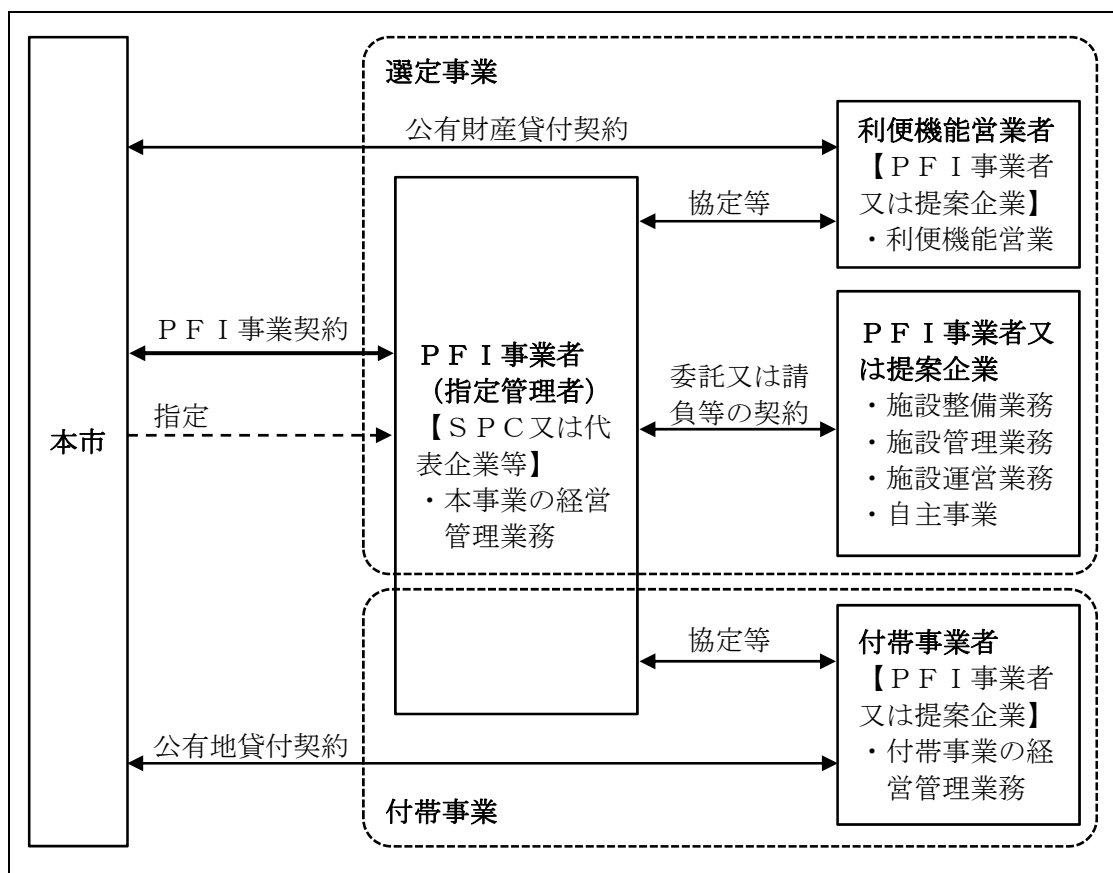 選定事業
公有財産貸付契約
利便機能営業者
【ＰＦＩ事業者
又は提案企業】
・利便機能営業
協定等
ＰＦＩ事業契約
指定
本市
ＰＦＩ事業者
（指定管理者）
【ＳＰＣ又は代
表企業等】
・本事業の経営
管理業務
委託又は請
負等の契約
ＰＦＩ事業者又
は提案企業
・施設整備業務
・施設管理業務
・施設運営業務
・自主事業
協定等
付帯事業者
【ＰＦＩ事業者
又は提案企業】
・付帯事業の経
営管理業務
公有地貸付契約
付帯事業